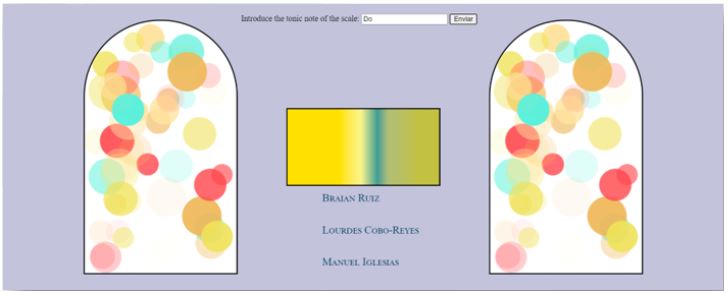 Introduce the tonic note of the scale: Do Enviar
Braian Ruiz
Lourdes Cobo-Reyes
Manuel Iglesias